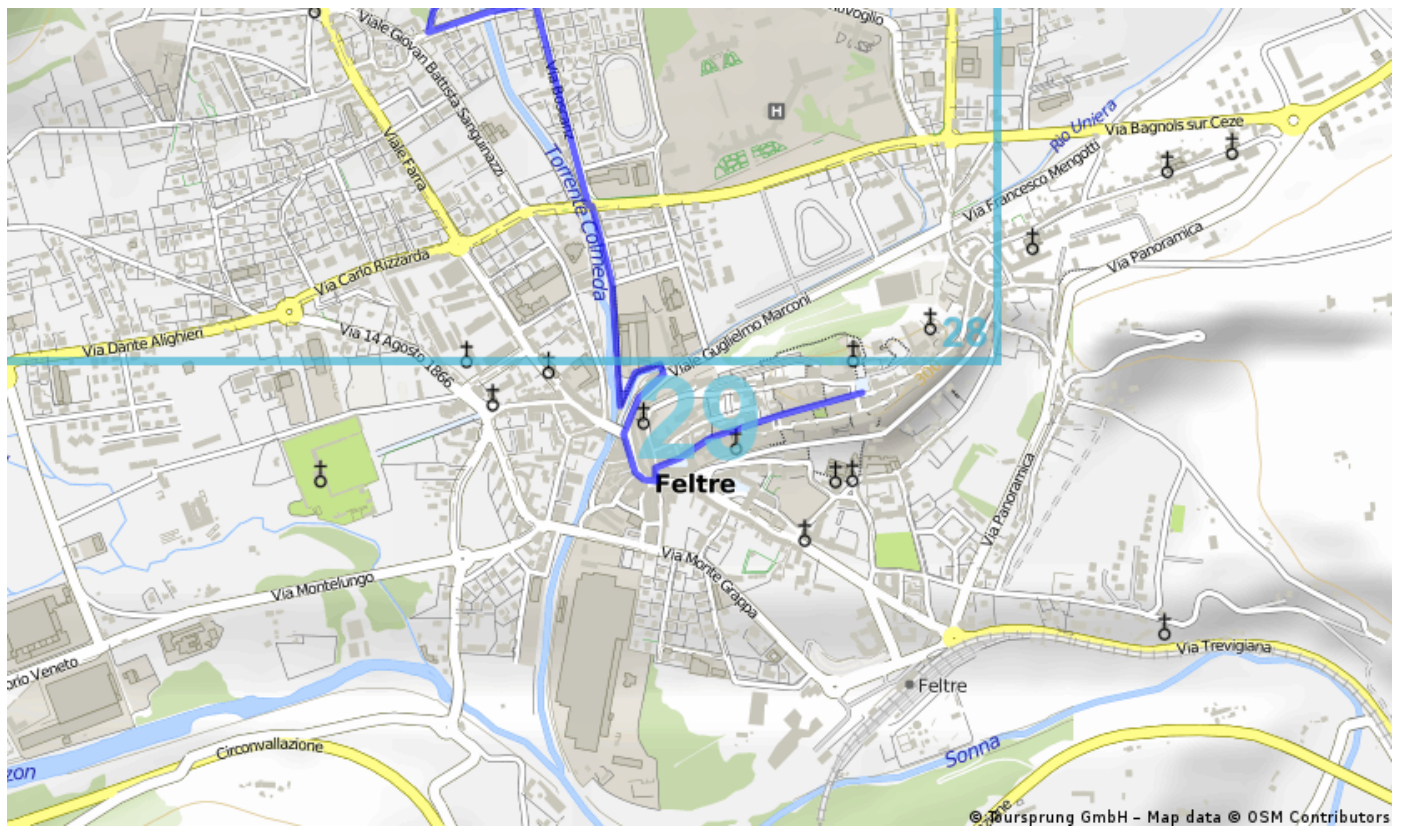 Viale Giovan Battista Sanguinazzi
Via Borgnz
H
Rio Uniera
Via Bagnols sur Ceze
Viale Farra
Torrente Colmeda
Via Francesco Mengotti
Via Panoramica
Via Carlo Rizzarda
Viale Guglielmo Marconi
Via Dante Alighieri
Via 14 Agosto 1866
28
29
Feltre
Via Panoramica
Via Monte Grappa
Via Montelungo
Via Trevigiana
Feltre
Circonvallazione
Sonna
© Toursprung GmbH – Map data © OSM Contributors